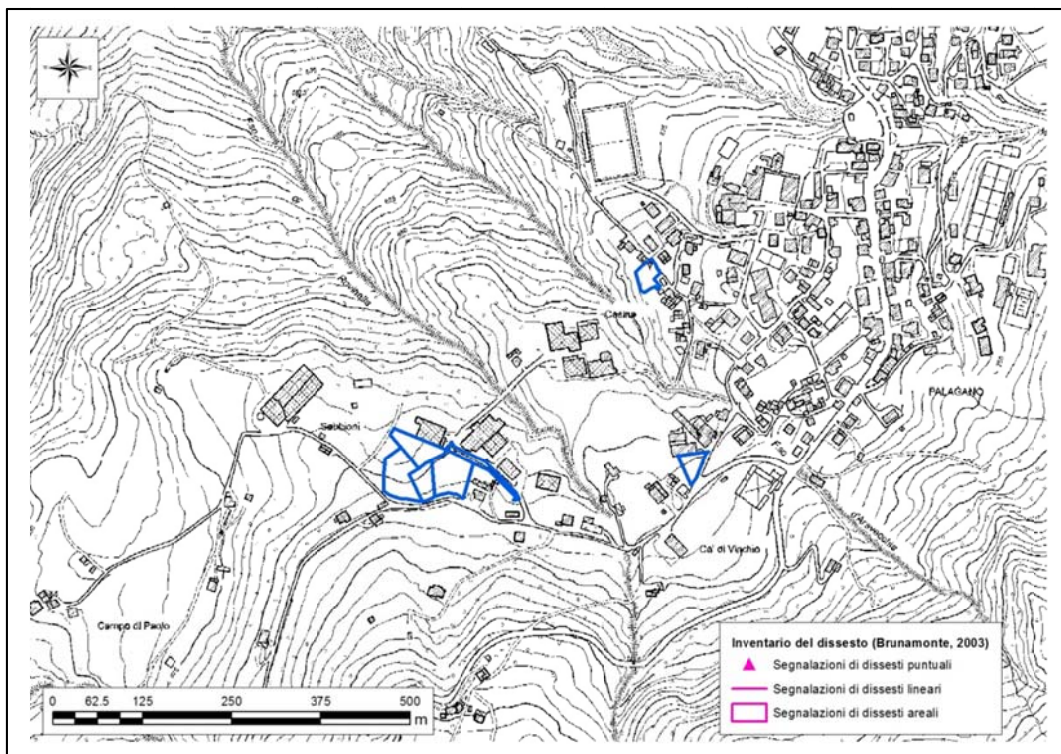 Casina
PALAGANO
Sabbioni
Ca' di Vinchio
Campo di Paolo
Inventario del dissesto (Brunamonte, 2003)
Segnalazioni di dissesti puntuali
Segnalazioni di dissesti lineari
Segnalazioni di dissesti areali
0 62.5 125 250 375 500
m